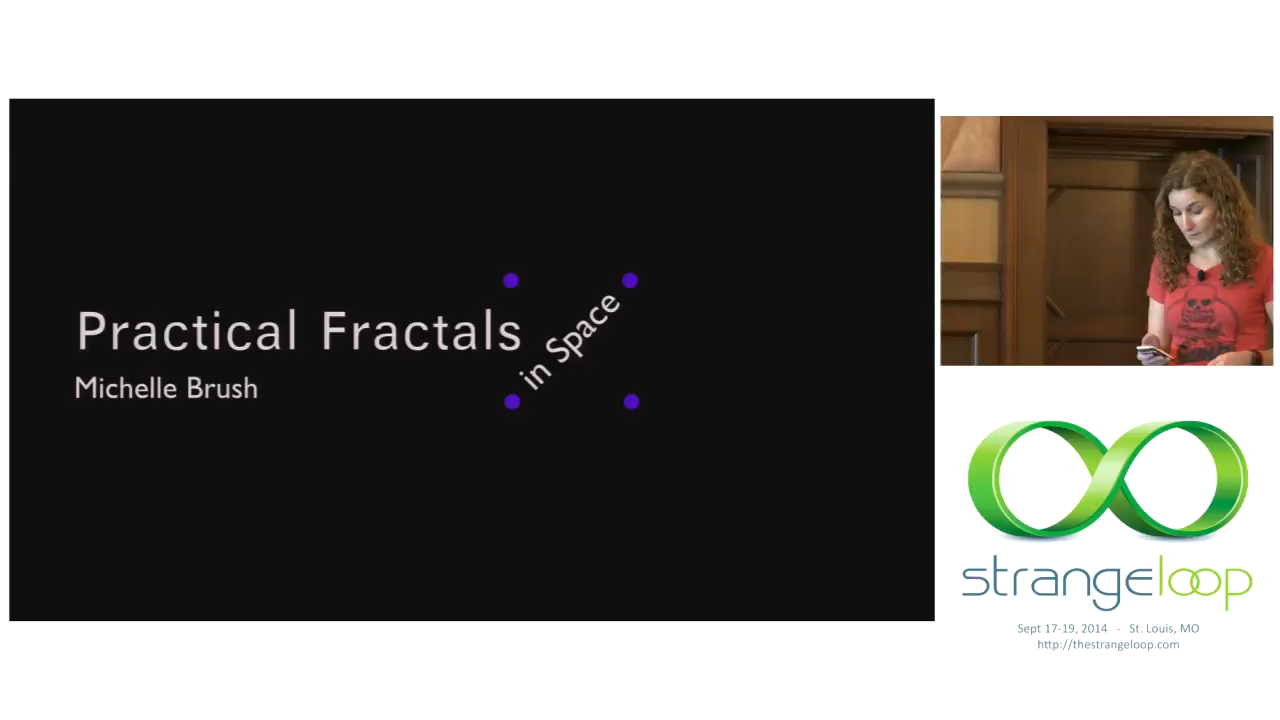 Practical Fractals
in Space
Michelle Brush
strangeloop
Sept 17-19, 2014 - St. Louis, MO
http://thestrangeloop.com